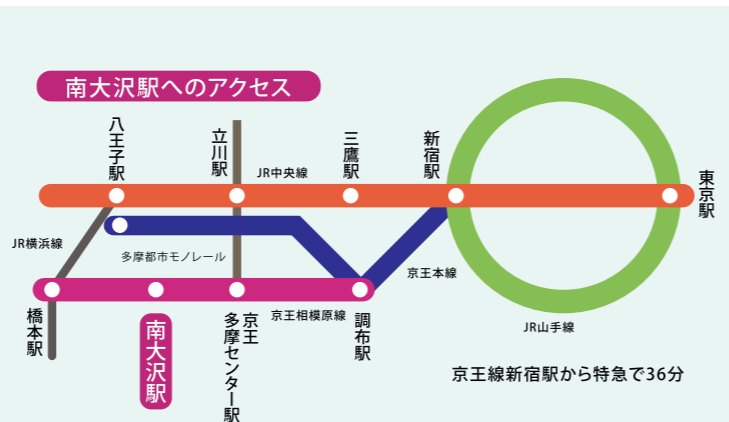 南大沢駅へのアクセス
八王子駅
立川駅
三鷹駅
新宿駅
東京駅
JR中央線
JR横浜線
多摩都市モノレール
京王本線
橋本駅
南大沢駅
京王
多摩センター駅
京王相模原線
調布駅
JR山手線
京王線新宿駅から特急で36分